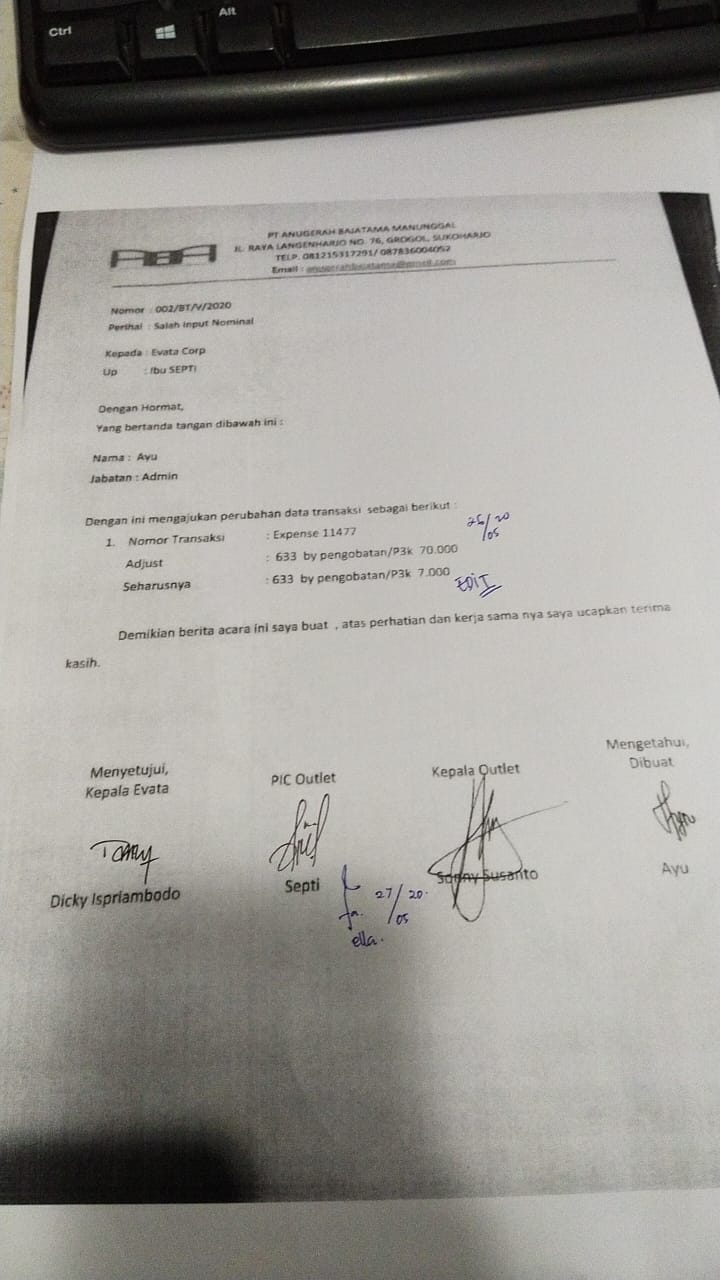 Ctrl
Alt
ABA
PT ANUGERAH BAJATAMA MANUNGGAL
JL. RAYA LANGENHARJO NO. 76, GROGOL, SUKOHARJO
TELP. 081215317291/ 087836004052
Email : anugerahbajatama@gmail.com
Nomor : 002/BT/V/2020
Perihal : Salah Input Nominal
Kepada : Evata Corp
Up : Ibu SEPTI
Dengan Hormat,
Yang bertanda tangan dibawah ini :
Nama : Ayu
Jabatan : Admin
Dengan ini mengajukan perubahan data transaksi sebagai berikut :
1. Nomor Transaksi : Expense 11477
Adjust : 633 by pengobatan/P3k 70.000
Seharusnya : 633 by pengobatan/P3k 7.000
/05 20
EDIT
Demikian berita acara ini saya buat , atas perhatian dan kerja sama nya saya ucapkan terima
kasih.
Menyetujui,
Kepala Evata
PIC Outlet
Kepala Outlet
Mengetahui,
Dibuat
Dicky Ispriambodo
Septi
Sonny Susanto
Ayu
27/05 20.
ella.